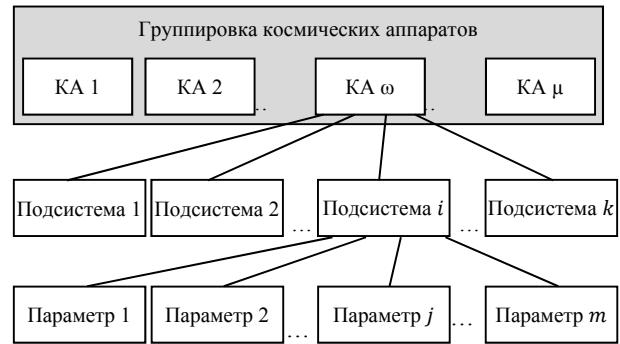 Группировка космических аппаратов
КА 1 КА 2 .. КА ω .. КА μ
Подсистема 1 Подсистема 2 ... Подсистема i ... Подсистема k
Параметр 1 Параметр 2 ... Параметр j ... Параметр m